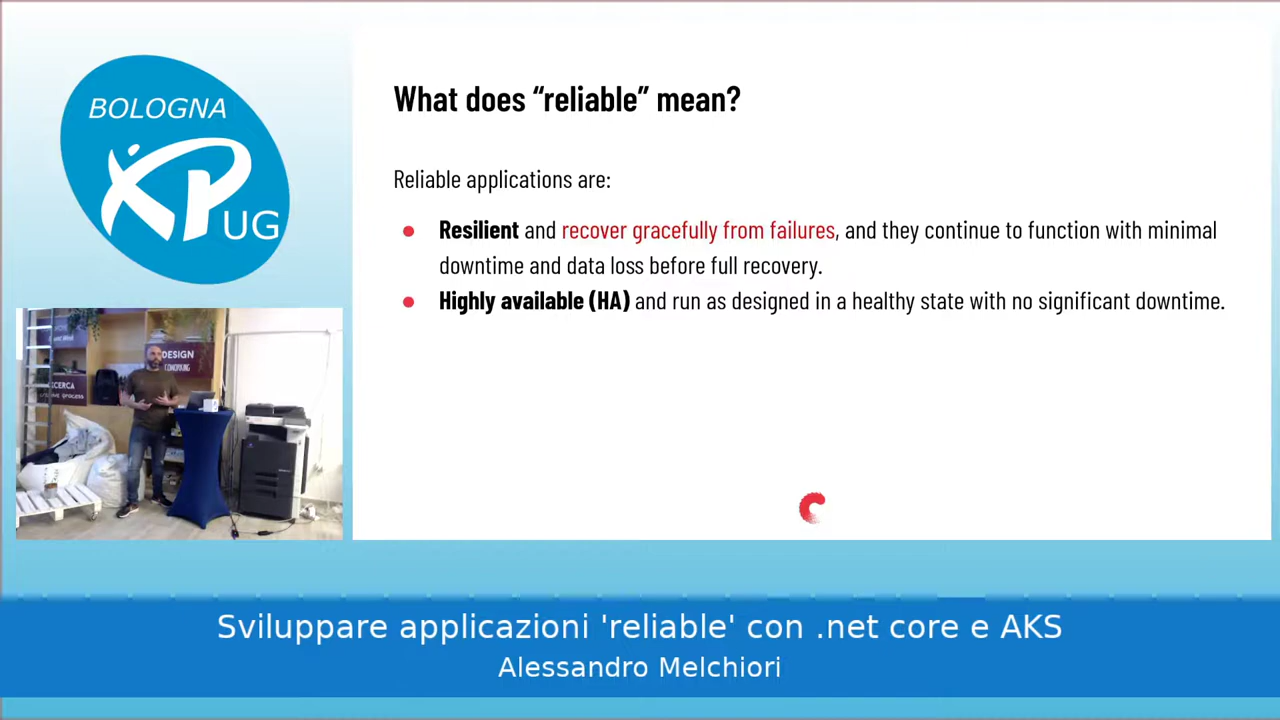 BOLOGNA
XP UG
What does “reliable” mean?
Reliable applications are:
● Resilient and recover gracefully from failures, and they continue to function with minimal
downtime and data loss before full recovery.
● Highly available (HA) and run as designed in a healthy state with no significant downtime.
DESIGN
Sviluppare applicazioni 'reliable' con .net core e AKS
Alessandro Melchiori